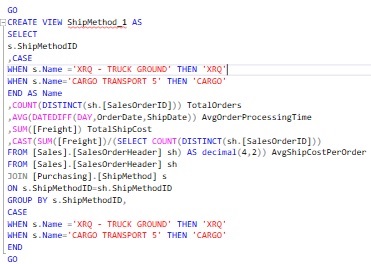 GO
CREATE VIEW ShipMethod_1 AS
SELECT
s.ShipMethodID
,CASE
WHEN s.Name ='XRQ - TRUCK GROUND' THEN 'XRQ'
WHEN s.Name='CARGO TRANSPORT 5' THEN 'CARGO'
END AS Name
,COUNT(DISTINCT(sh.[SalesOrderID])) TotalOrders
,AVG(DATEDIFF(DAY,OrderDate,ShipDate)) AvgOrderProcessingTime
,SUM([Freight]) TotalShipCost
,CAST(SUM([Freight])/(SELECT COUNT(DISTINCT(sh.[SalesOrderID]))
FROM [Sales].[SalesOrderHeader] sh) AS decimal(4,2)) AvgShipCostPerOrder
FROM [Sales].[SalesOrderHeader] sh
JOIN [Purchasing].[ShipMethod] s
ON s.ShipMethodID=sh.ShipMethodID
GROUP BY s.ShipMethodID,
CASE
WHEN s.Name ='XRQ - TRUCK GROUND' THEN 'XRQ'
WHEN s.Name='CARGO TRANSPORT 5' THEN 'CARGO'
END
GO